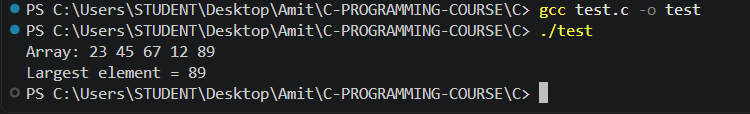 PS C:\Users\STUDENT\Desktop\Amit\C-PROGRAMMING-COURSE\C> gcc test.c -o test
PS C:\Users\STUDENT\Desktop\Amit\C-PROGRAMMING-COURSE\C> ./test
Array: 23 45 67 12 89
Largest element = 89
PS C:\Users\STUDENT\Desktop\Amit\C-PROGRAMMING-COURSE\C>